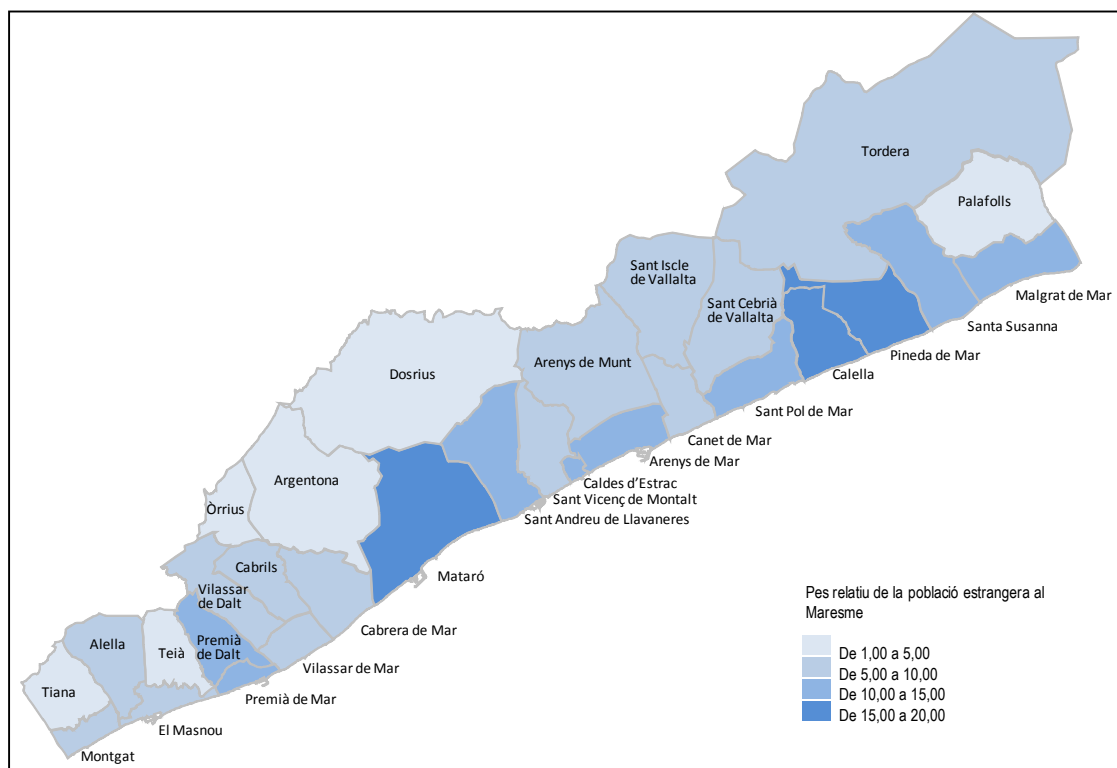 Tordera
Palafolls
Sant Iscle
de Vallalta
Sant Cebrià
de Vallalta
Malgrat de Mar
Santa Susanna
Pineda de Mar
Calella
Sant Pol de Mar
Arenys de Munt
Dosrius
Canet de Mar
Arenys de Mar
Caldes d’Estrac
Sant Vicenç de Montalt
Sant Andreu de Llavaneres
Argentona
Òrrius
Mataró
Cabrils
Vilassar
de Dalt
Cabrera de Mar
Alella
Teià
Premià
de Dalt
Vilassar de Mar
Tiana
Premià de Mar
El Masnou
Montgat
Pes relatiu de la població estrangera al
Maresme
De 1,00 a 5,00
De 5,00 a 10,00
De 10,00 a 15,00
De 15,00 a 20,00